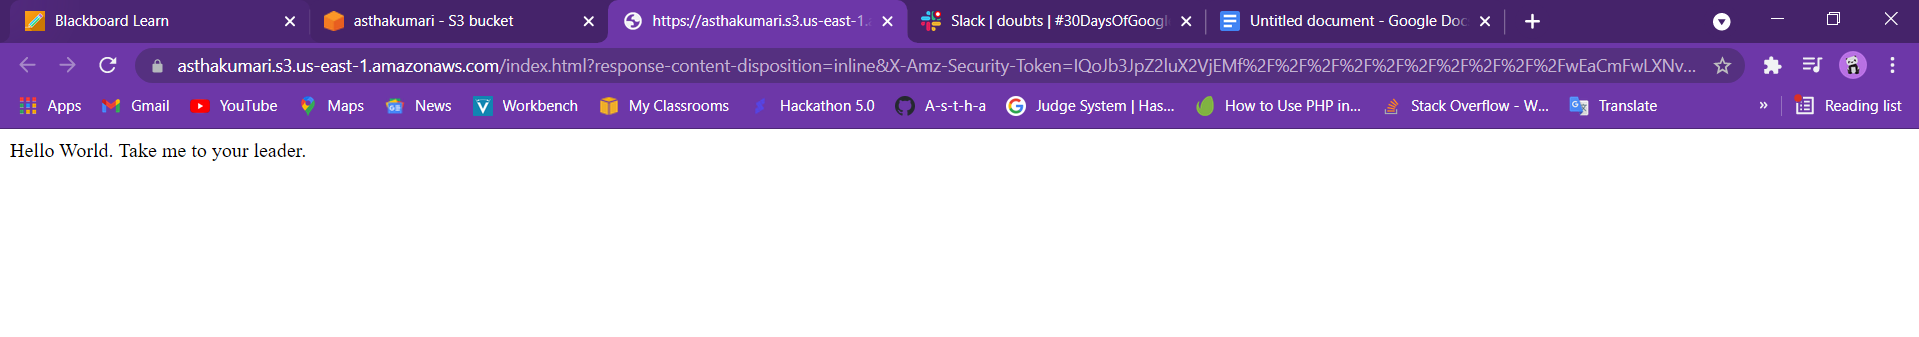 Blackboard Learn
asthakumari - S3 bucket
https://asthakumari.s3.us-east-1.
Slack | doubts | #30DaysOfGoogl
Untitled document - Google Doc
asthakumari.s3.us-east-1.amazonaws.com/index.html?response-content-disposition=inline&X-Amz-Security-Token=IQoJb3JpZ2luX2VjEMf%2F%2F%2F%2F%2F%2F%2F%2F%2F%2FwEaCmFwLXNv...
Apps
Gmail
YouTube
Maps
News
Workbench
My Classrooms
Hackathon 5.0
A-s-t-h-a
Judge System | Has...
How to Use PHP in...
Stack Overflow - W...
Translate
»
Reading list
Hello World. Take me to your leader.